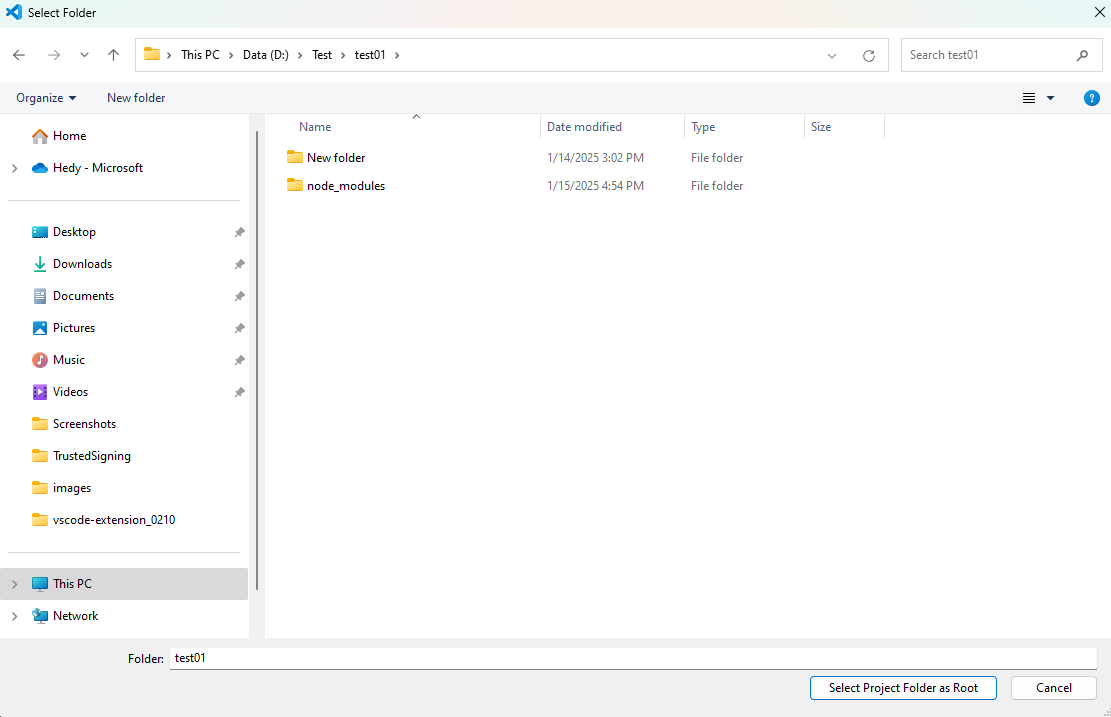 Select Folder
This PC Data (D:) Test test01
Search test01
Organize New folder
Name Date modified Type Size
Home
Hedy - Microsoft
Desktop
Downloads
Documents
Pictures
Music
Videos
Screenshots
TrustedSigning
images
vscode-extension_0210
This PC
Network
New folder 1/14/2025 3:02 PM File folder
node_modules 1/15/2025 4:54 PM File folder
Folder: test01
Select Project Folder as Root Cancel